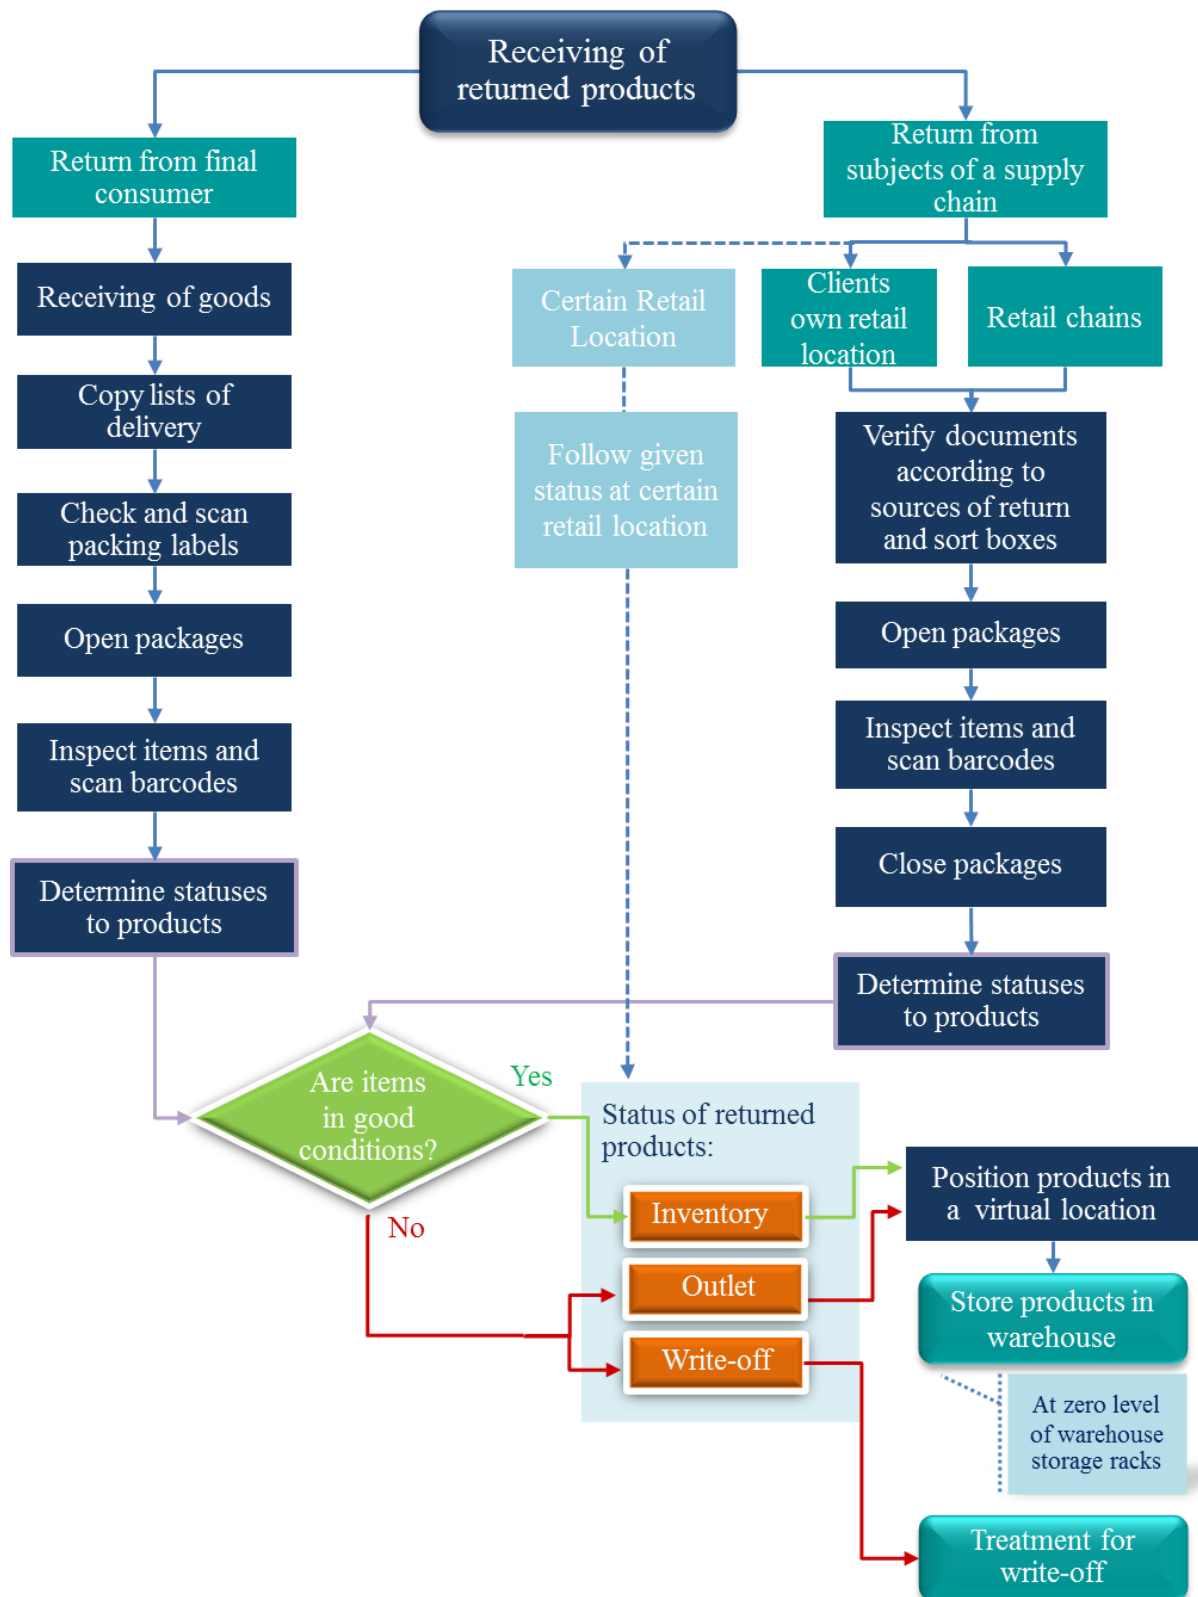 Receiving of
returned products
Return from final
consumer
Receiving of goods
Copy lists of
delivery
Check and scan
packing labels
Open packages
Inspect items and
scan barcodes
Determine statuses
to products
Return from
subjects of a supply
chain
Certain Retail
Location
Clients
own retail
location
Retail chains
Follow given
status at certain
retail location
Verify documents
according to
sources of return
and sort boxes
Open packages
Inspect items and
scan barcodes
Close packages
Determine statuses
to products
Are items
in good
conditions?
Yes
No
Status of returned
products:
Inventory
Outlet
Write-off
Position products in
a virtual location
Store products in
warehouse
At zero level
of warehouse
storage racks
Treatment for
write-off